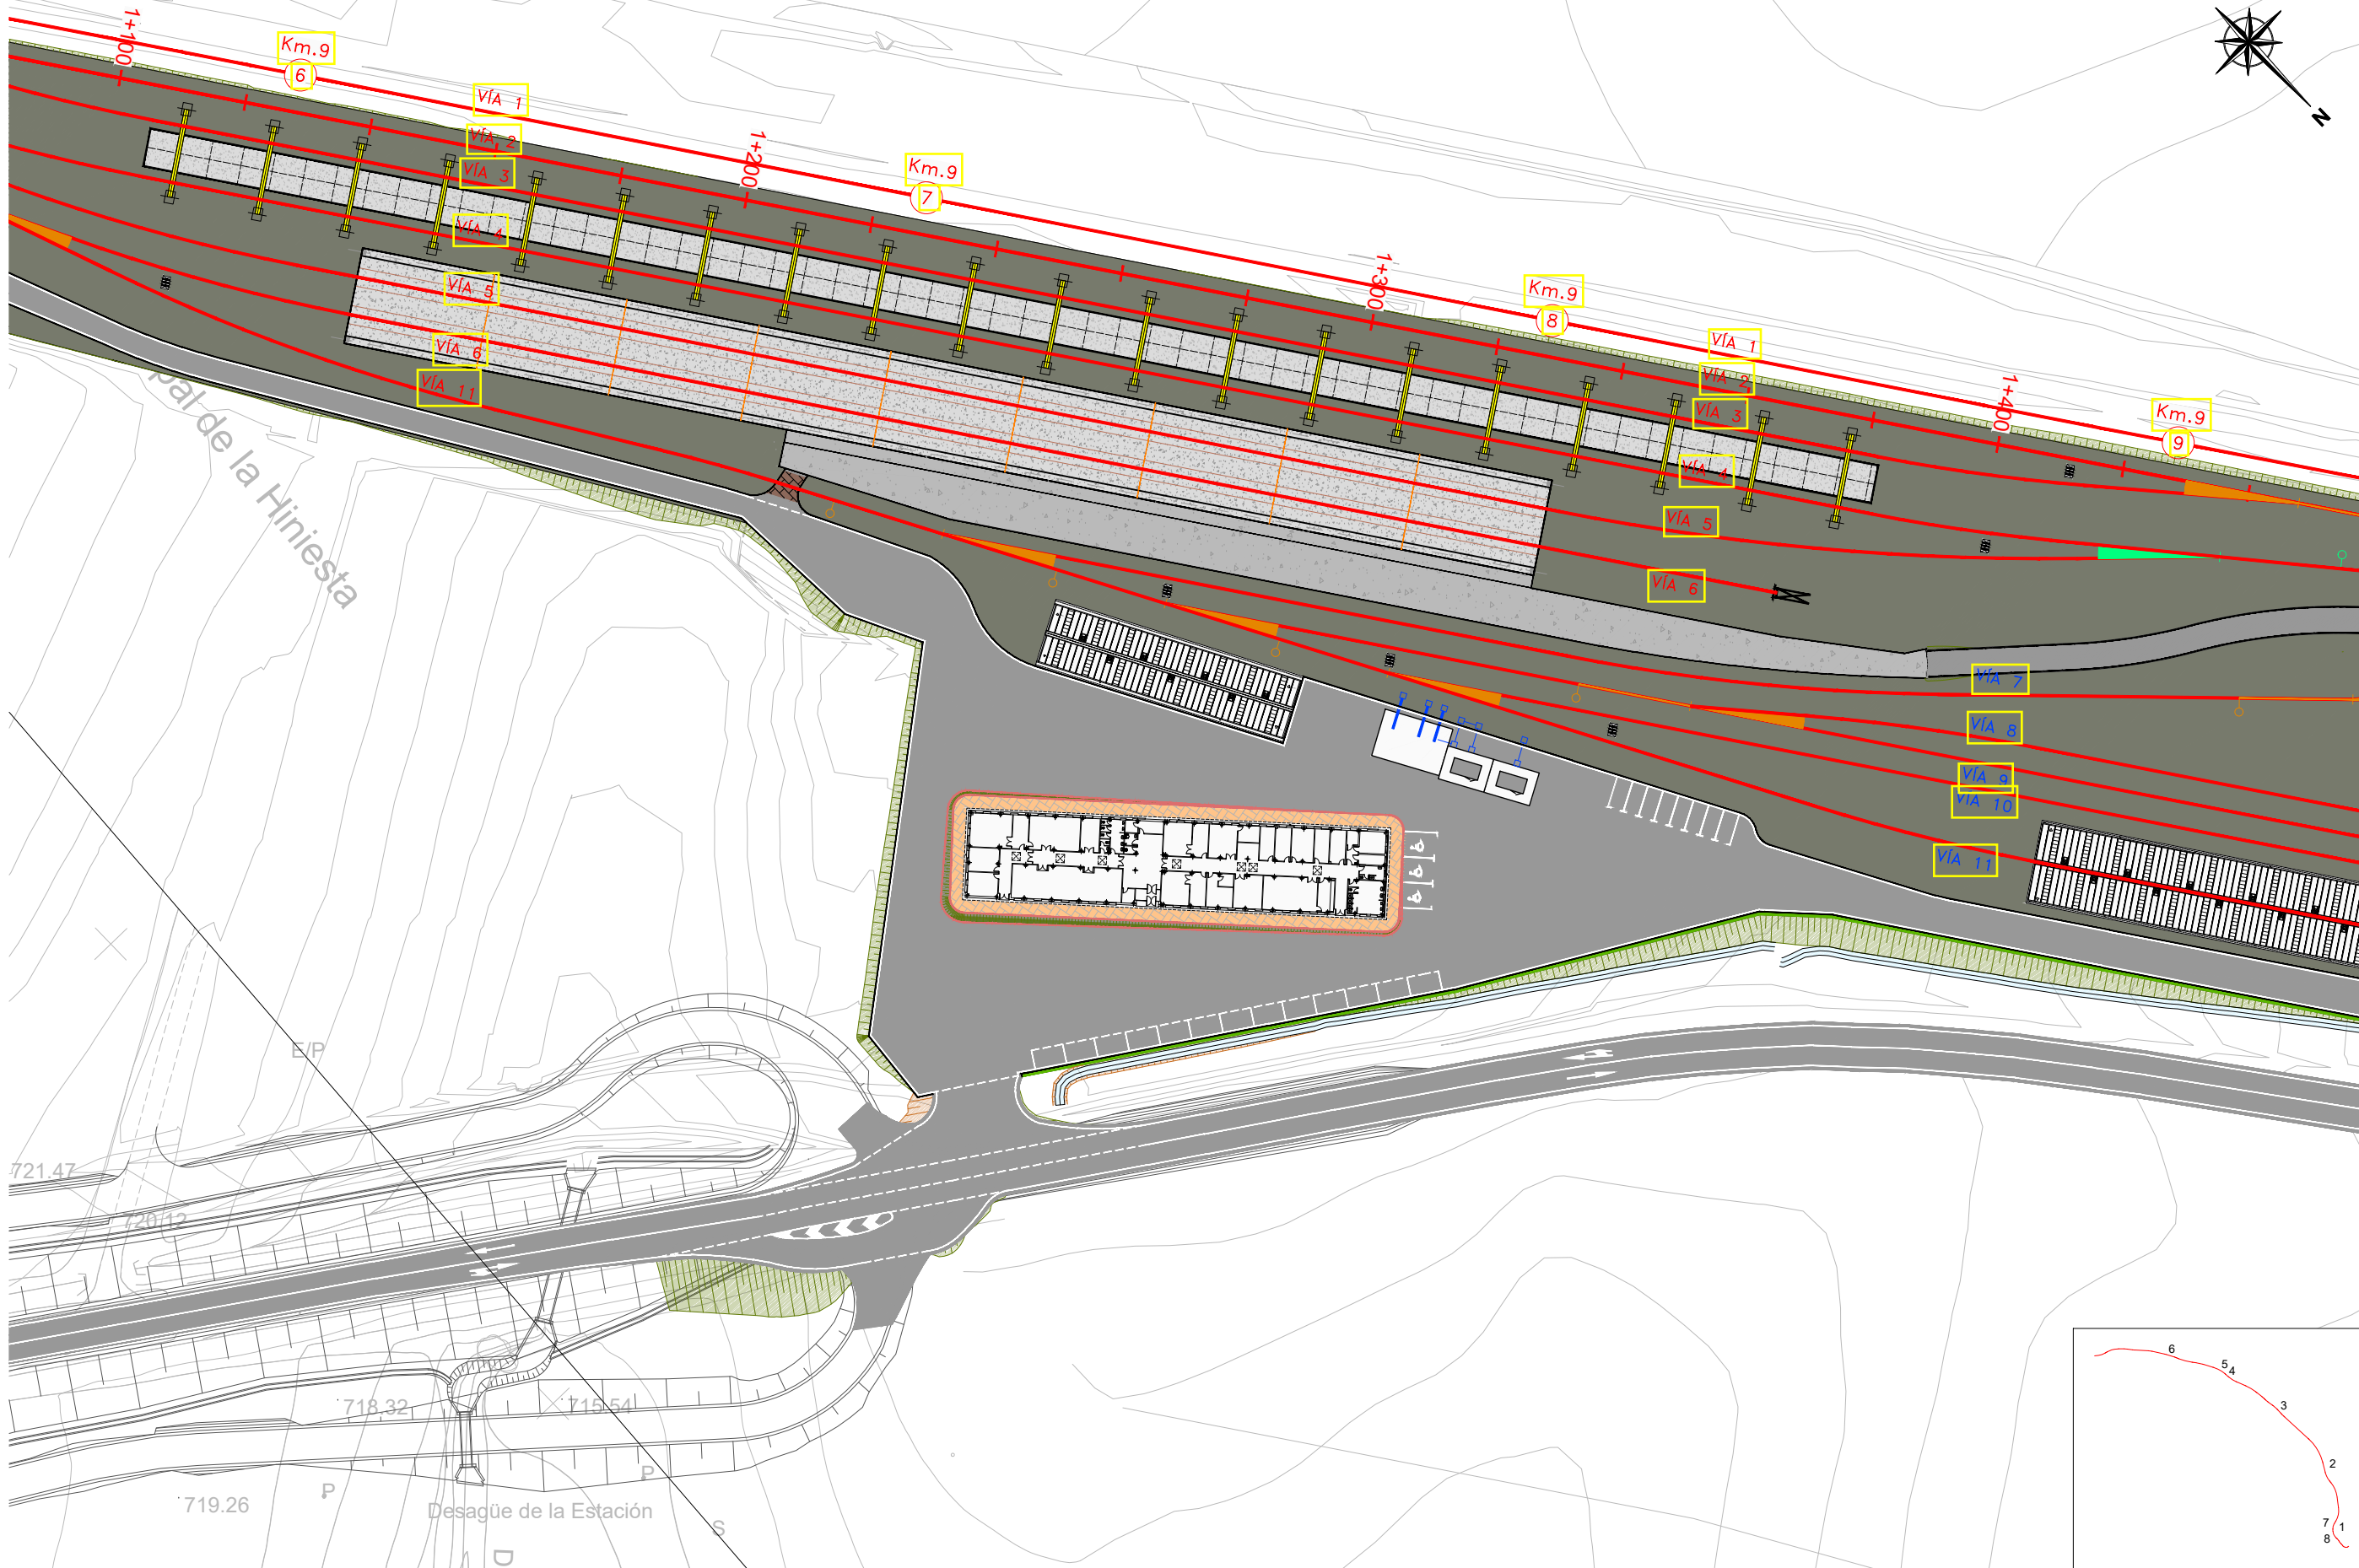 1+100
Km.9
6
VÍA 1
VÍA 2
VÍA 3
VÍA 4
VÍA 5
VÍA 6
VÍA 11
1+200
Km.9
7
1+300
Km.9
8
VÍA 1
VÍA 2
VÍA 3
VÍA 4
VÍA 5
VÍA 6
1+400
Km.9
9
N
VÍA 7
VÍA 8
VÍA 9
VÍA 10
VÍA 11
pal de la Hiniesta
E/P
721.47
720.12
718.32
715.54
719.26
P
P
Desagüe de la Estación
S
D
6
5
4
3
2
7
1
8